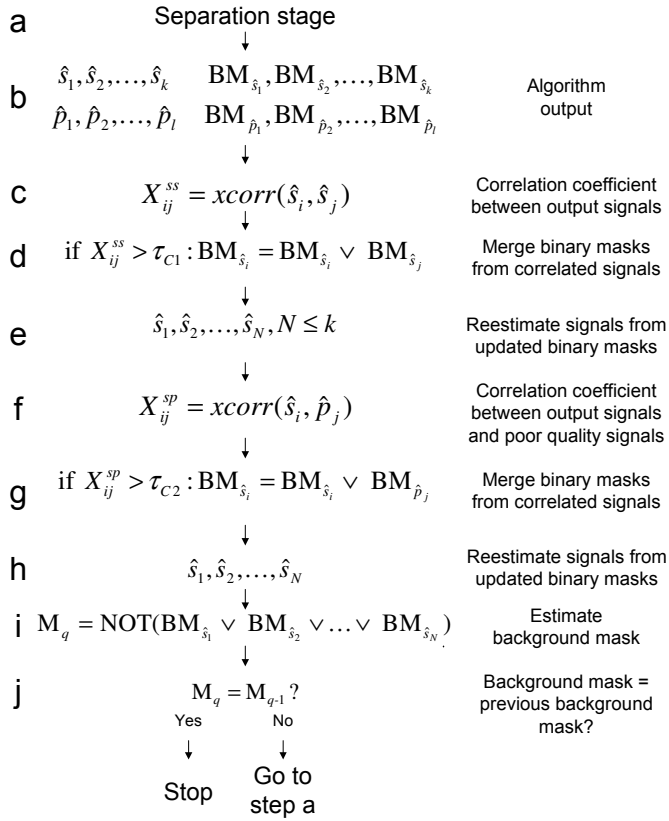 a Separation stage
b ŝ₁, ŝ₂, …, ŝₖ BM_ŝ₁, BM_ŝ₂, …, BM_ŝₖ Algorithm
p̂₁, p̂₂, …, p̂ₗ BM_p̂₁, BM_p̂₂, …, BM_p̂ₗ output
c X_ij^ss = xcorr(ŝᵢ, ŝⱼ) Correlation coefficient
between output signals
d if X_ij^ss > τ_C1 : BM_ŝᵢ = BM_ŝᵢ ∨ BM_ŝⱼ Merge binary masks
from correlated signals
e ŝ₁, ŝ₂, …, ŝ_N, N ≤ k Reestimate signals from
updated binary masks
f X_ij^sp = xcorr(ŝᵢ, p̂ⱼ) Correlation coefficient
between output signals
and poor quality signals
g if X_ij^sp > τ_C2 : BM_ŝᵢ = BM_ŝᵢ ∨ BM_p̂ⱼ Merge binary masks
from correlated signals
h ŝ₁, ŝ₂, …, ŝ_N Reestimate signals from
updated binary masks
i M_q = NOT(BM_ŝ₁ ∨ BM_ŝ₂ ∨ … ∨ BM_ŝ_N) Estimate
background mask
j M_q = M_q-1 ? Background mask =
previous background
mask?
Yes No
Stop Go to
step a